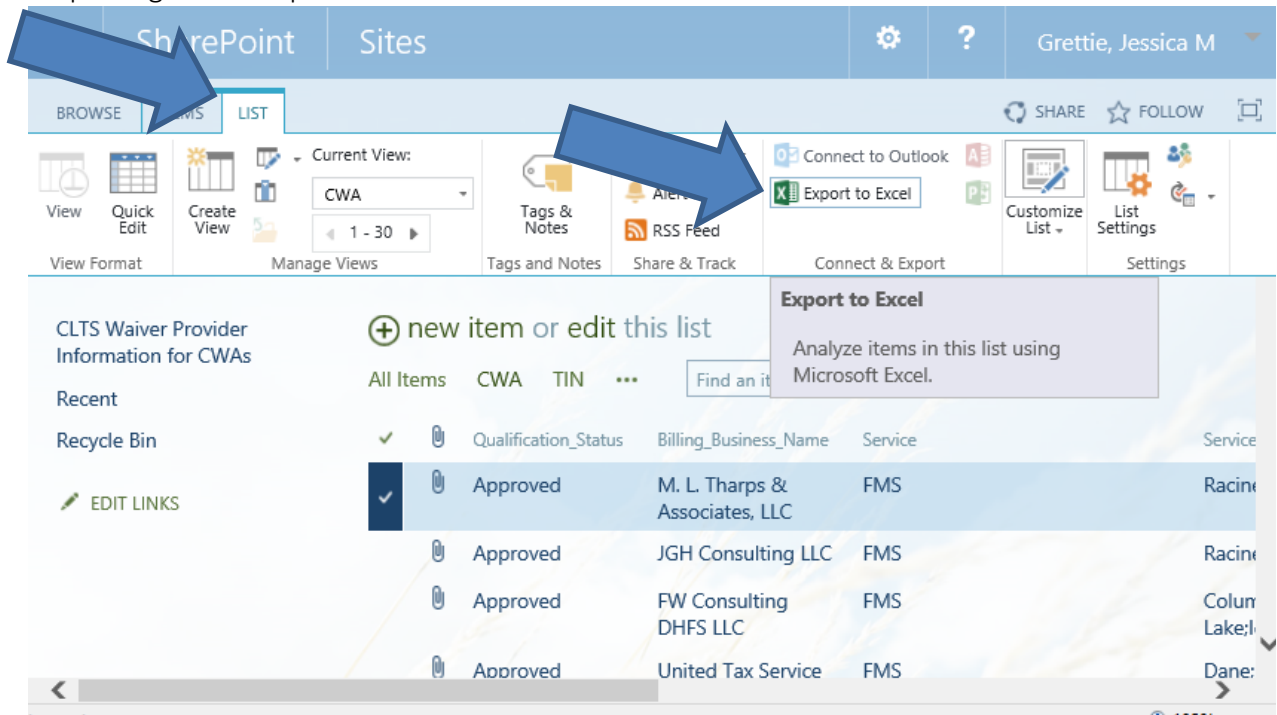 SharePoint
Sites
?
Grettie, Jessica M
BROWSE
LIST
SHARE
FOLLOW
Current View:
Connect to Outlook
CWA
Export to Excel
View
Quick
Edit
Create
View
1 - 30
Tags &
Notes
RSS Feed
Customize
List
List
Settings
View Format
Manage Views
Tags and Notes
Share & Track
Connect & Export
Settings
Export to Excel
Analyze items in this list using
Microsoft Excel.
CLTS Waiver Provider
Information for CWAs
Recent
Recycle Bin
EDIT LINKS
new item or edit this list
All Items CWA TIN ...
Find an
Qualification_Status Billing_Business_Name Service Service
Approved M. L. Tharps & FMS
Associates, LLC
Approved JGH Consulting LLC FMS
Approved FW Consulting FMS
DHFS LLC
Approved United Tax Service FMS Dane;